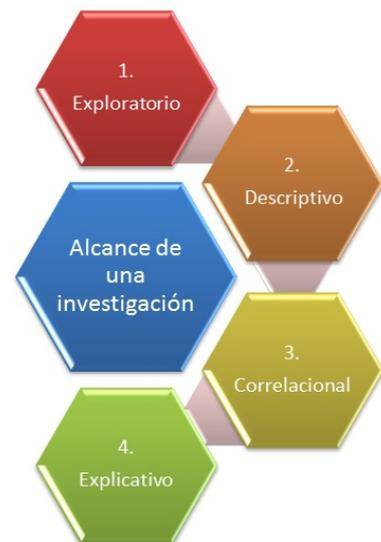 1.
Exploratorio
2.
Descriptivo
Alcance de
una
investigación
3.
Correlacional
4.
Explicativo